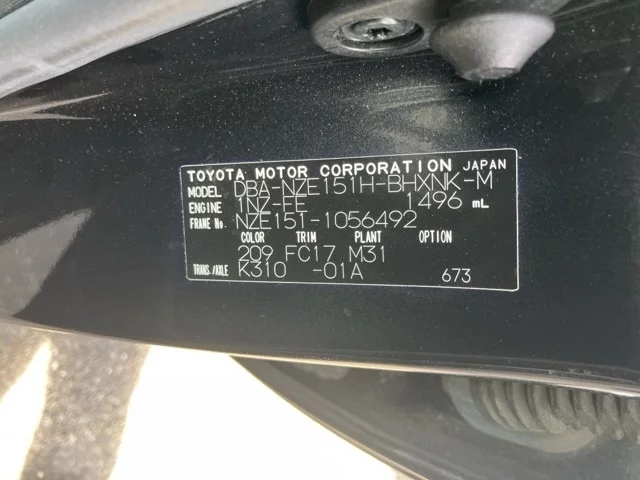 TOYOTA MOTOR CORPORATION JAPAN
MODEL DBA-NZE151H-BHXNK-M
ENGINE 1NZ-FE 1496 mL
FRAME No. NZE151-1056492
COLOR TRIM PLANT OPTION
209 FC17 M31
TRANS./AXLE K310 -01A 673